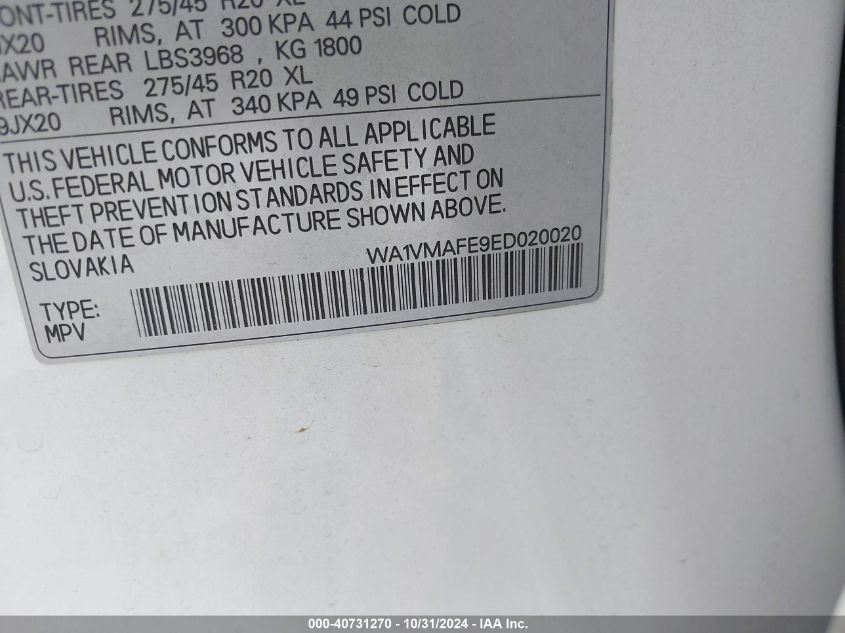 ONT-TIRES 275/45 R20 XL
JX20 RIMS, AT 300 KPA 44 PSI COLD
AWR REAR LBS3968 , KG 1800
REAR-TIRES 275/45 R20 XL
9JX20 RIMS, AT 340 KPA 49 PSI COLD
THIS VEHICLE CONFORMS TO ALL APPLICABLE
U.S. FEDERAL MOTOR VEHICLE SAFETY AND
THEFT PREVENTION STANDARDS IN EFFECT ON
THE DATE OF MANUFACTURE SHOWN ABOVE.
SLOVAKIA WA1VMAFE9ED020020
TYPE:
MPV
000-40731270 - 10/31/2024 - IAA Inc.